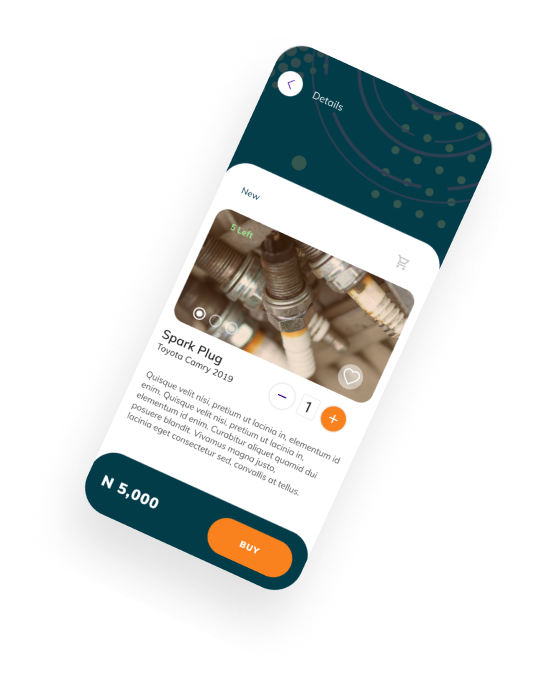 Details
New
5 Left
Spark Plug
Toyota Camry 2019
1
Quisque velit nisi, pretium ut lacinia in, elementum id
enim. Quisque velit nisi, pretium ut lacinia in,
elementum id enim. Curabitur aliquet quamid dui
posuere blandit. Vivamus magna justo,
lacinia eget consectetur sed, convallis at tellus.
N 5,000
BUY